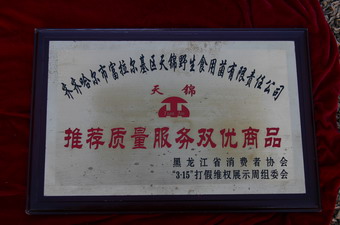 齐齐哈尔市富拉尔基区天锦野生食用菌有限责任公司
天锦
推荐质量服务双优商品
黑龙江省消费者协会
"3·15"打假维权展示周组委会